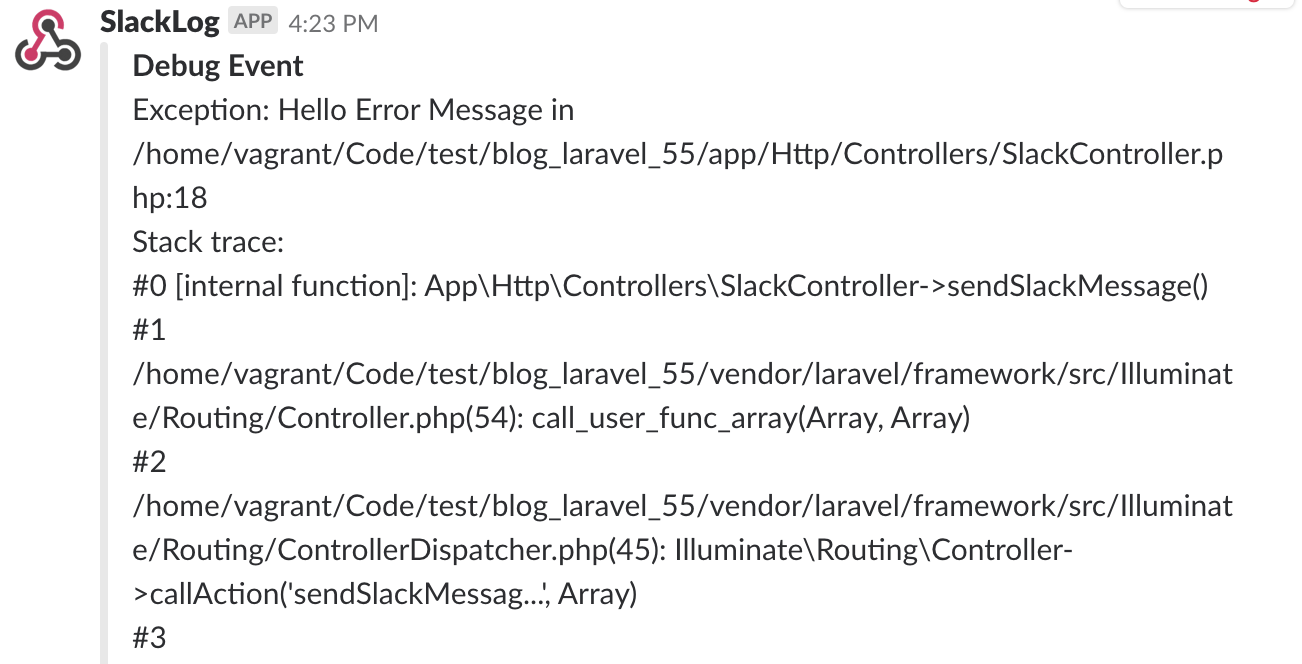 SlackLog APP 4:23 PM
Debug Event
Exception: Hello Error Message in
/home/vagrant/Code/test/blog_laravel_55/app/Http/Controllers/SlackController.p
hp:18
Stack trace:
#0 [internal function]: App\Http\Controllers\SlackController->sendSlackMessage()
#1
/home/vagrant/Code/test/blog_laravel_55/vendor/laravel/framework/src/Illuminat
e/Routing/Controller.php(54): call_user_func_array(Array, Array)
#2
/home/vagrant/Code/test/blog_laravel_55/vendor/laravel/framework/src/Illuminat
e/Routing/ControllerDispatcher.php(45): Illuminate\Routing\Controller-
>callAction('sendSlackMessag...', Array)
#3